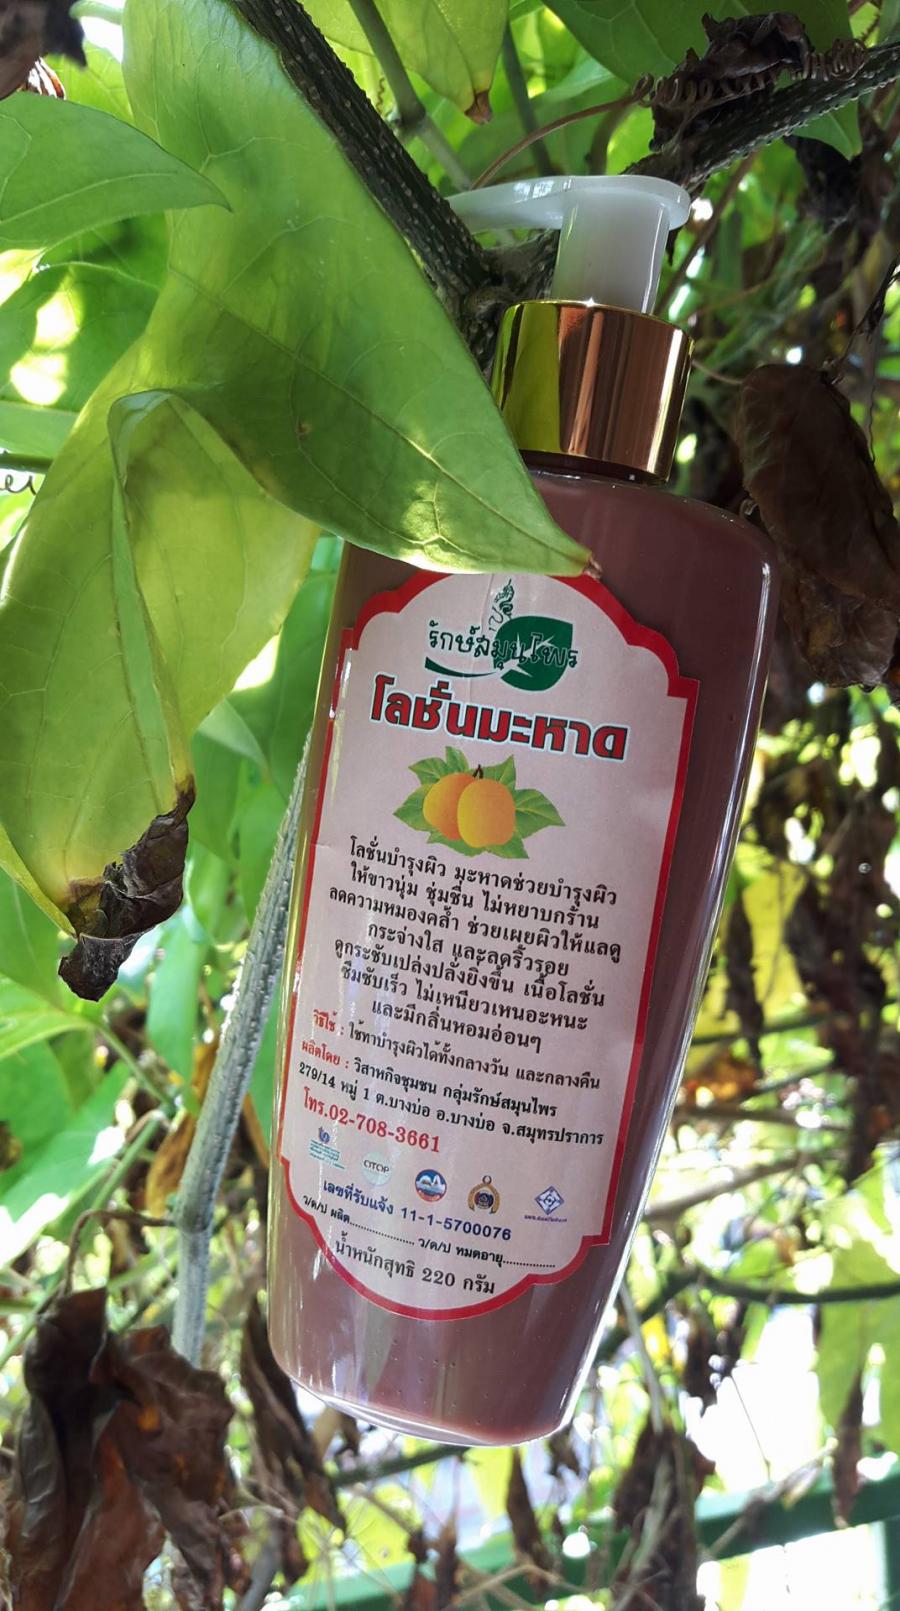 รักษ์สมุนไพร
โลชั่นมะหาด
โลชั่นบำรุงผิว มะหาดช่วยบำรุงผิว
ให้ขาวนุ่ม ชุ่มชื่น ไม่หยาบกร้าน
ลดความหมองคล้ำ ช่วยเผยผิวให้แลดู
กระจ่างใส และลดริ้วรอย
ดูกระชับเปล่งปลั่งยิ่งขึ้น เนื้อโลชั่น
ซึมซับเร็ว ไม่เหนียวเหนอะหนะ
และมีกลิ่นหอมอ่อนๆ
วิธีใช้ : ใช้ทาบำรุงผิวได้ทั้งกลางวัน และกลางคืน
ผลิตโดย : วิสาหกิจชุมชน กลุ่มรักษ์สมุนไพร
279/14 หมู่ 1 ต.บางบ่อ อ.บางบ่อ จ.สมุทรปราการ
โทร.02-708-3661
OTOP
เลขที่รับแจ้ง 11-1-5700076
ว/ด/ป ผลิต.................... ว/ด/ป หมดอายุ................
น้ำหนักสุทธิ 220 กรัม